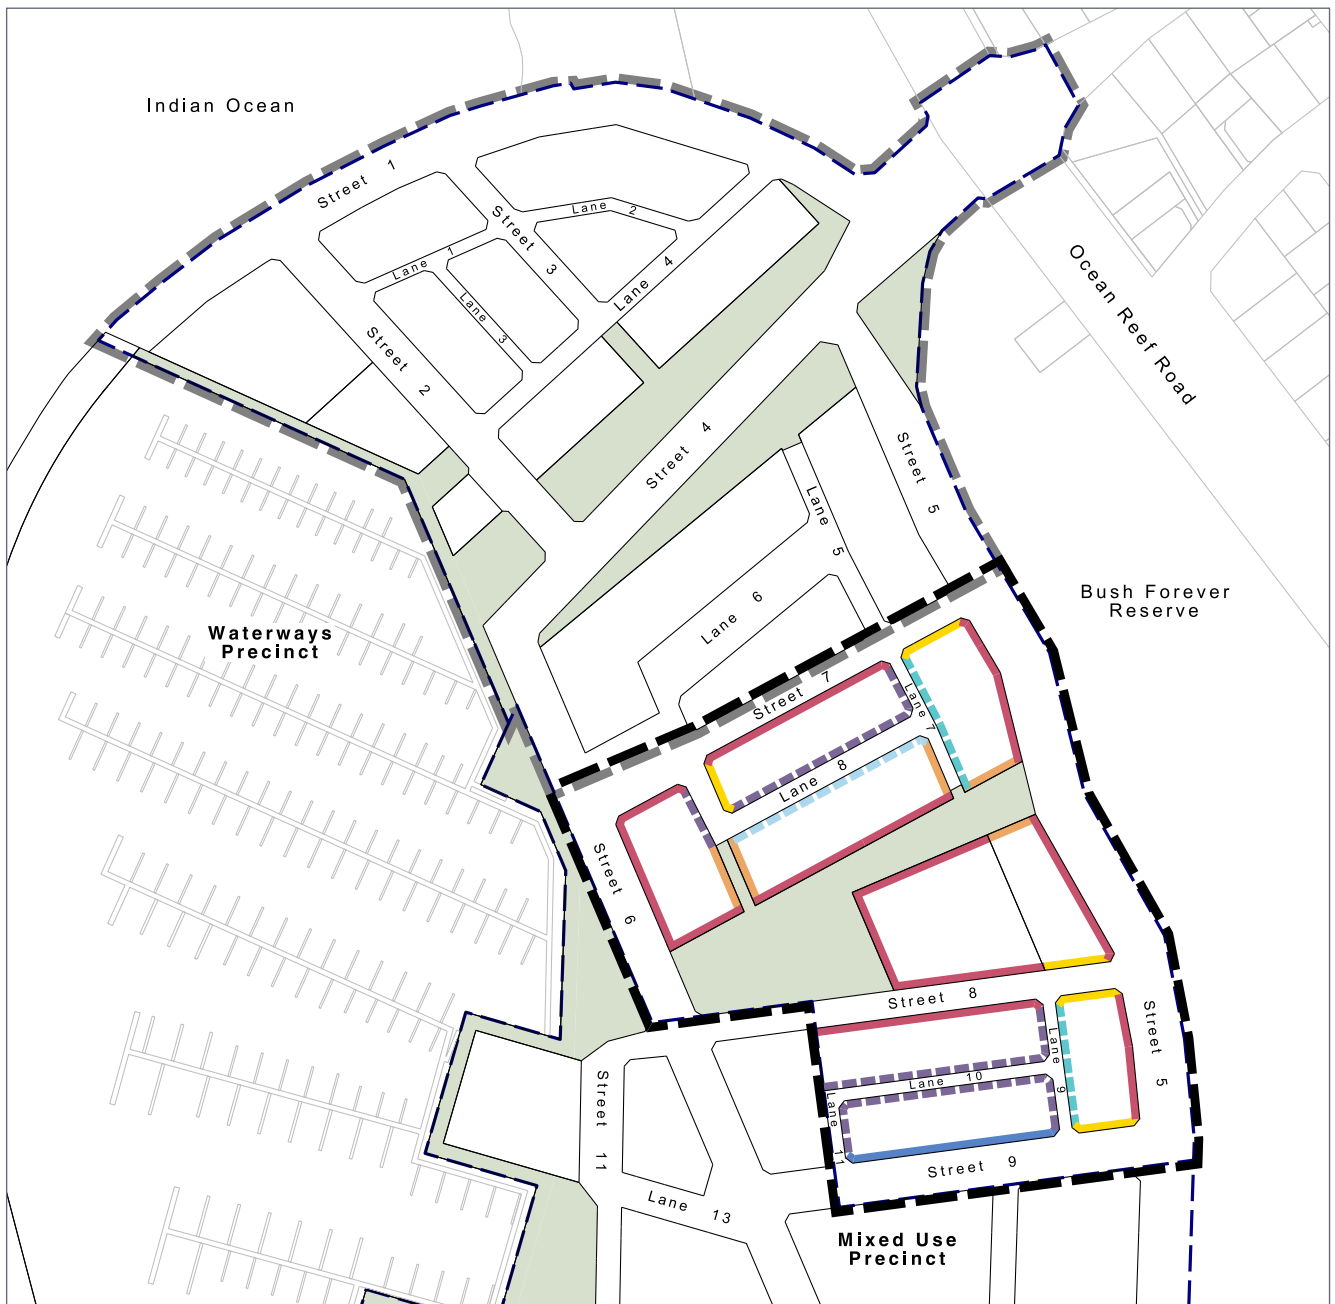 Indian Ocean
Street 1
Lane 2
Street 3
Lane 1
Lane 4
Lane 3
Street 2
Ocean Reef Road
Street 4
Street 5
Lane 5
Lane 6
Bush Forever
Reserve
Waterways
Precinct
Street 7
Lane 7
Lane 8
Street 6
Street 8
Street 5
Lane 9
Lane 10
Lane 11
Street 11
Street 9
Lane 13
Mixed Use
Precinct